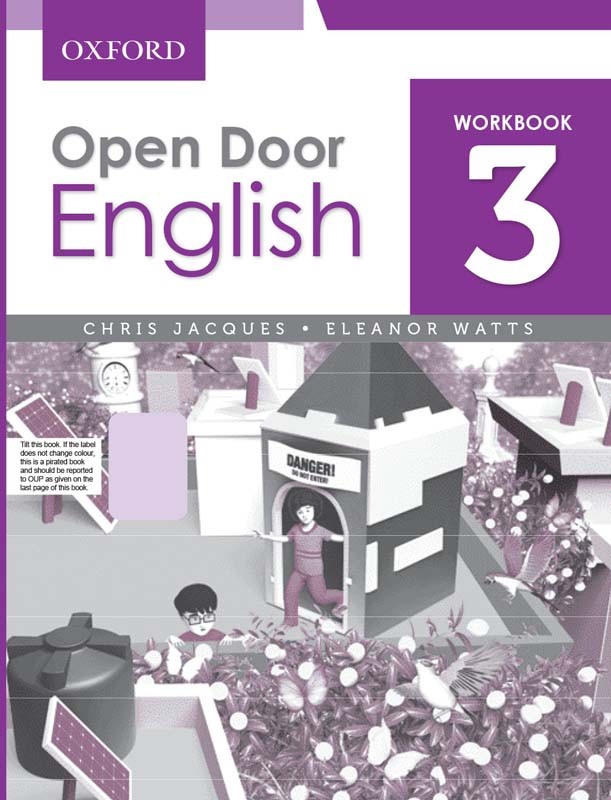 OXFORD
Open Door
English
WORKBOOK
3
CHRIS JACQUES • ELEANOR WATTS
Tilt this book. If the label
does not change colour,
this is a pirated book
and should be reported
to OUP as given on the
last page of this book.
DANGER!
DO NOT ENTER!